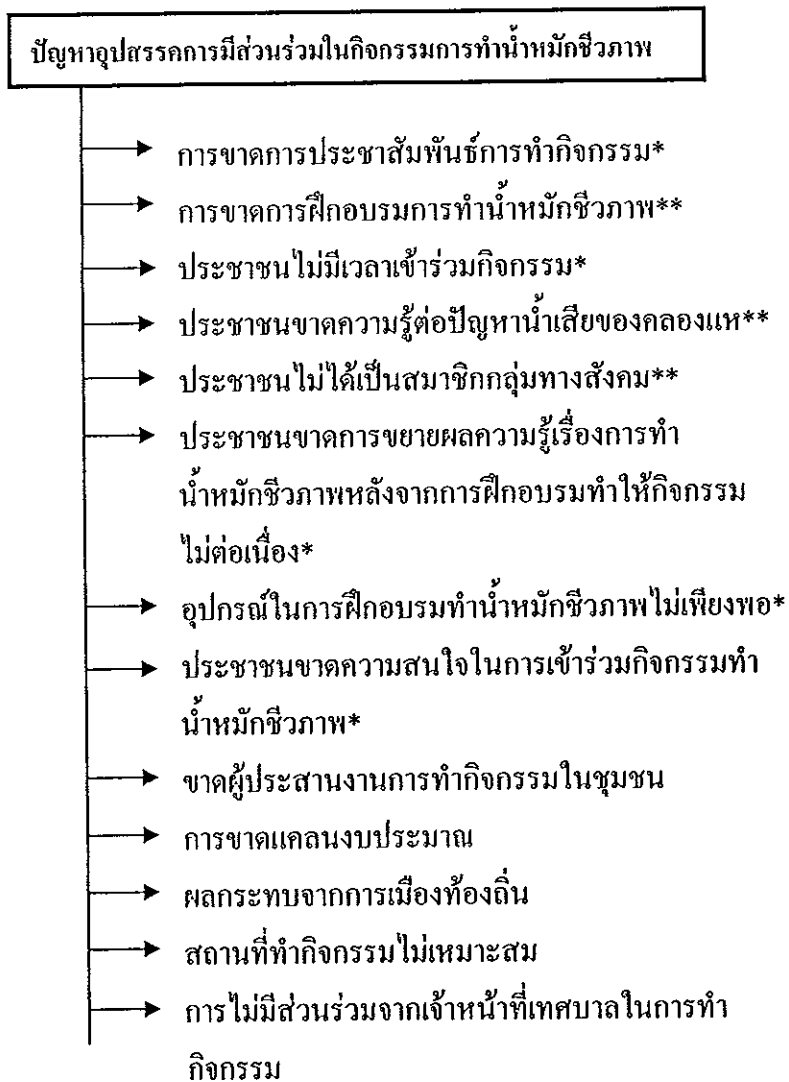 ปัญหาอุปสรรคการมีส่วนร่วมในกิจกรรมการทำน้ำหมักชีวภาพ
การขาดการประชาสัมพันธ์การทำกิจกรรม*
การขาดการฝึกอบรมการทำน้ำหมักชีวภาพ**
ประชาชนไม่มีเวลาเข้าร่วมกิจกรรม*
ประชาชนขาดความรู้ต่อปัญหาน้ำเสียของคลองแห**
ประชาชนไม่ได้เป็นสมาชิกกลุ่มทางสังคม**
ประชาชนขาดการขยายผลความรู้เรื่องการทำ
น้ำหมักชีวภาพหลังจากการฝึกอบรมทำให้กิจกรรม
ไม่ต่อเนื่อง*
อุปกรณ์ในการฝึกอบรมทำน้ำหมักชีวภาพไม่เพียงพอ*
ประชาชนขาดความสนใจในการเข้าร่วมกิจกรรมทำ
น้ำหมักชีวภาพ*
ขาดผู้ประสานงานการทำกิจกรรมในชุมชน
การขาดแคลนงบประมาณ
ผลกระทบจากการเมืองท้องถิ่น
สถานที่ทำกิจกรรมไม่เหมาะสม
การไม่มีส่วนร่วมจากเจ้าหน้าที่เทศบาลในการทำ
กิจกรรม